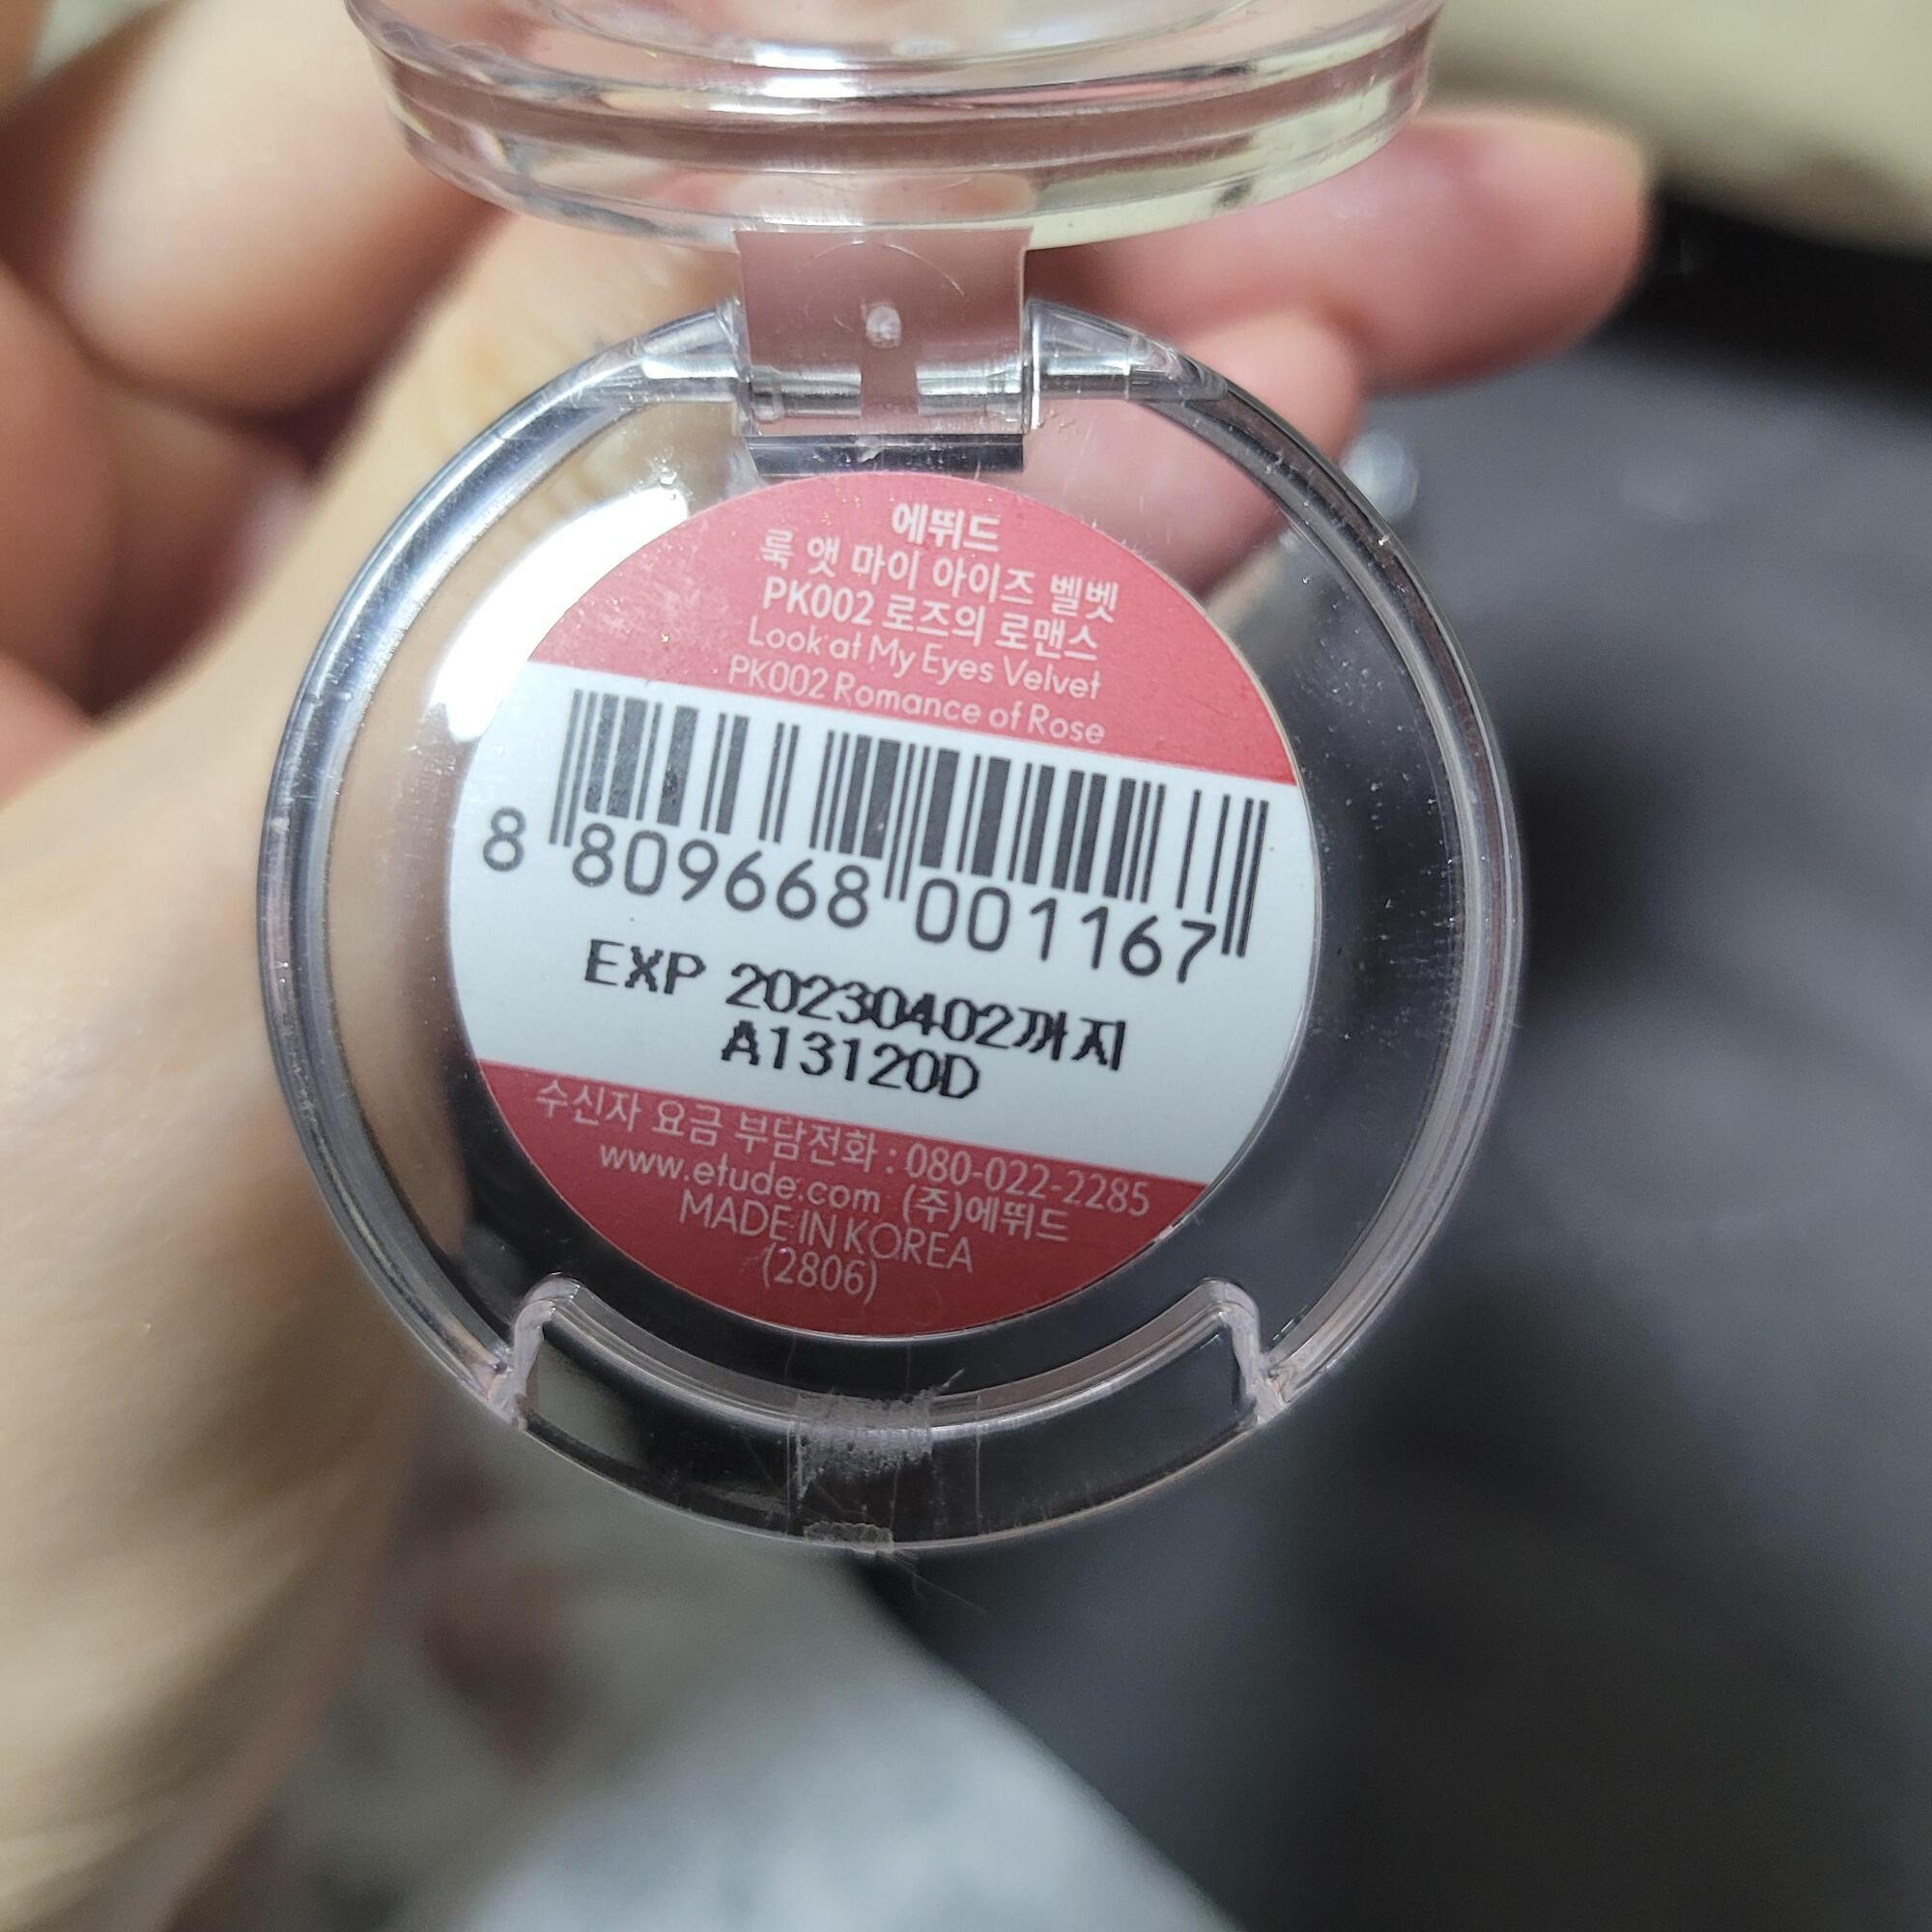 에뛰드
룩 앳 마이 아이즈 벨벳
PK002 로즈의 로맨스
Look at My Eyes Velvet
PK002 Romance of Rose
8 809668 001167
EXP 20230402까지
A13120D
수신자 요금 부담전화 : 080-022-2285
www.etude.com (주)에뛰드
MADE IN KOREA
(2806)